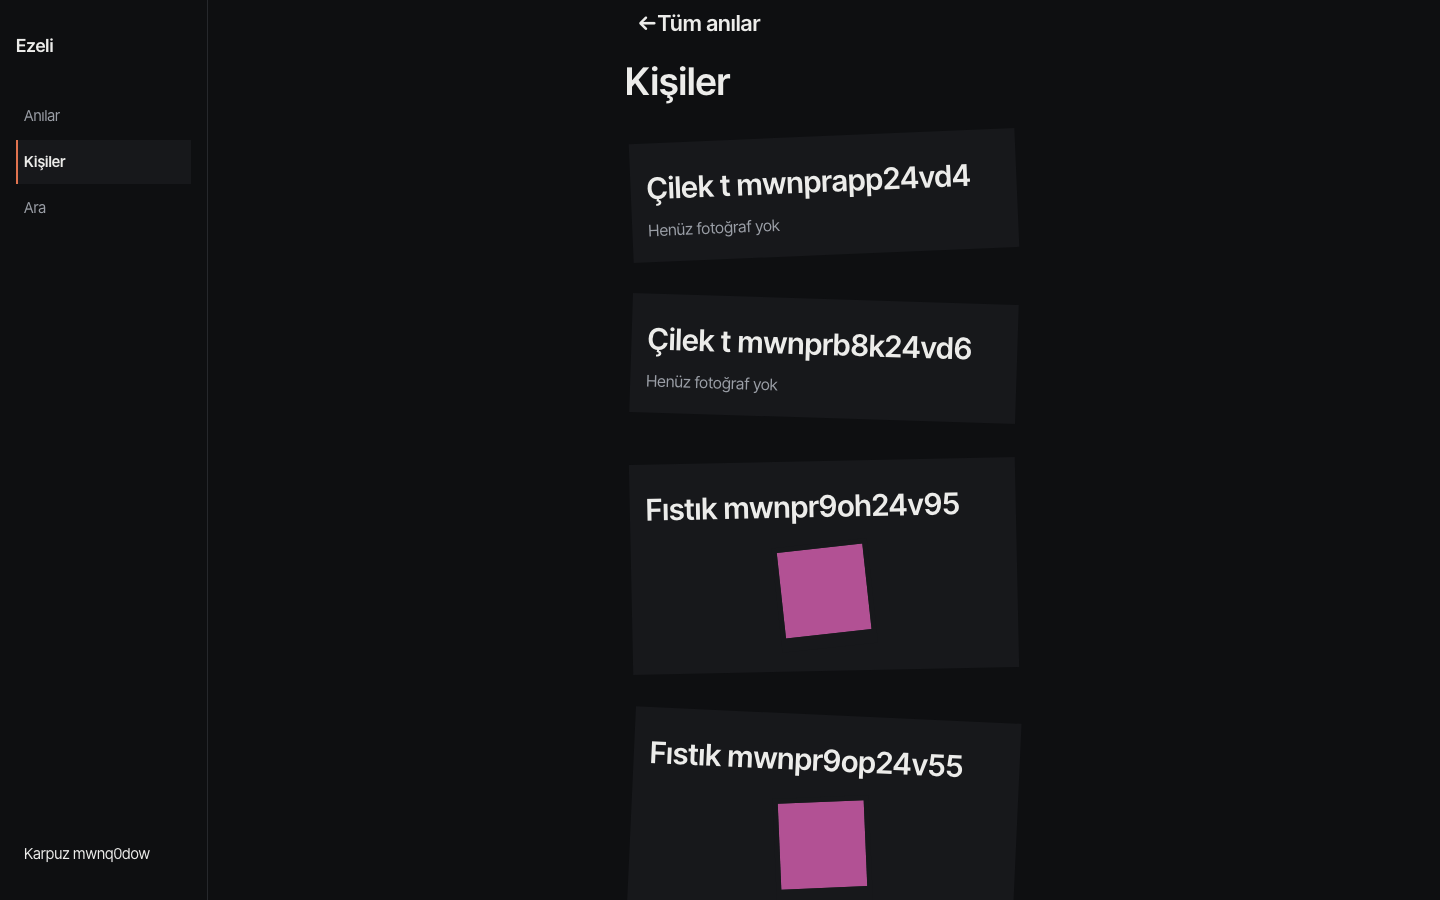 Ezeli
Anılar
Kişiler
Ara
Karpuz mwnq0dow
←Tüm anılar
Kişiler
Çilek t mwnprapp24vd4
Henüz fotoğraf yok
Çilek t mwnprb8k24vd6
Henüz fotoğraf yok
Fıstık mwnpr9oh24v95
Fıstık mwnpr9op24v55